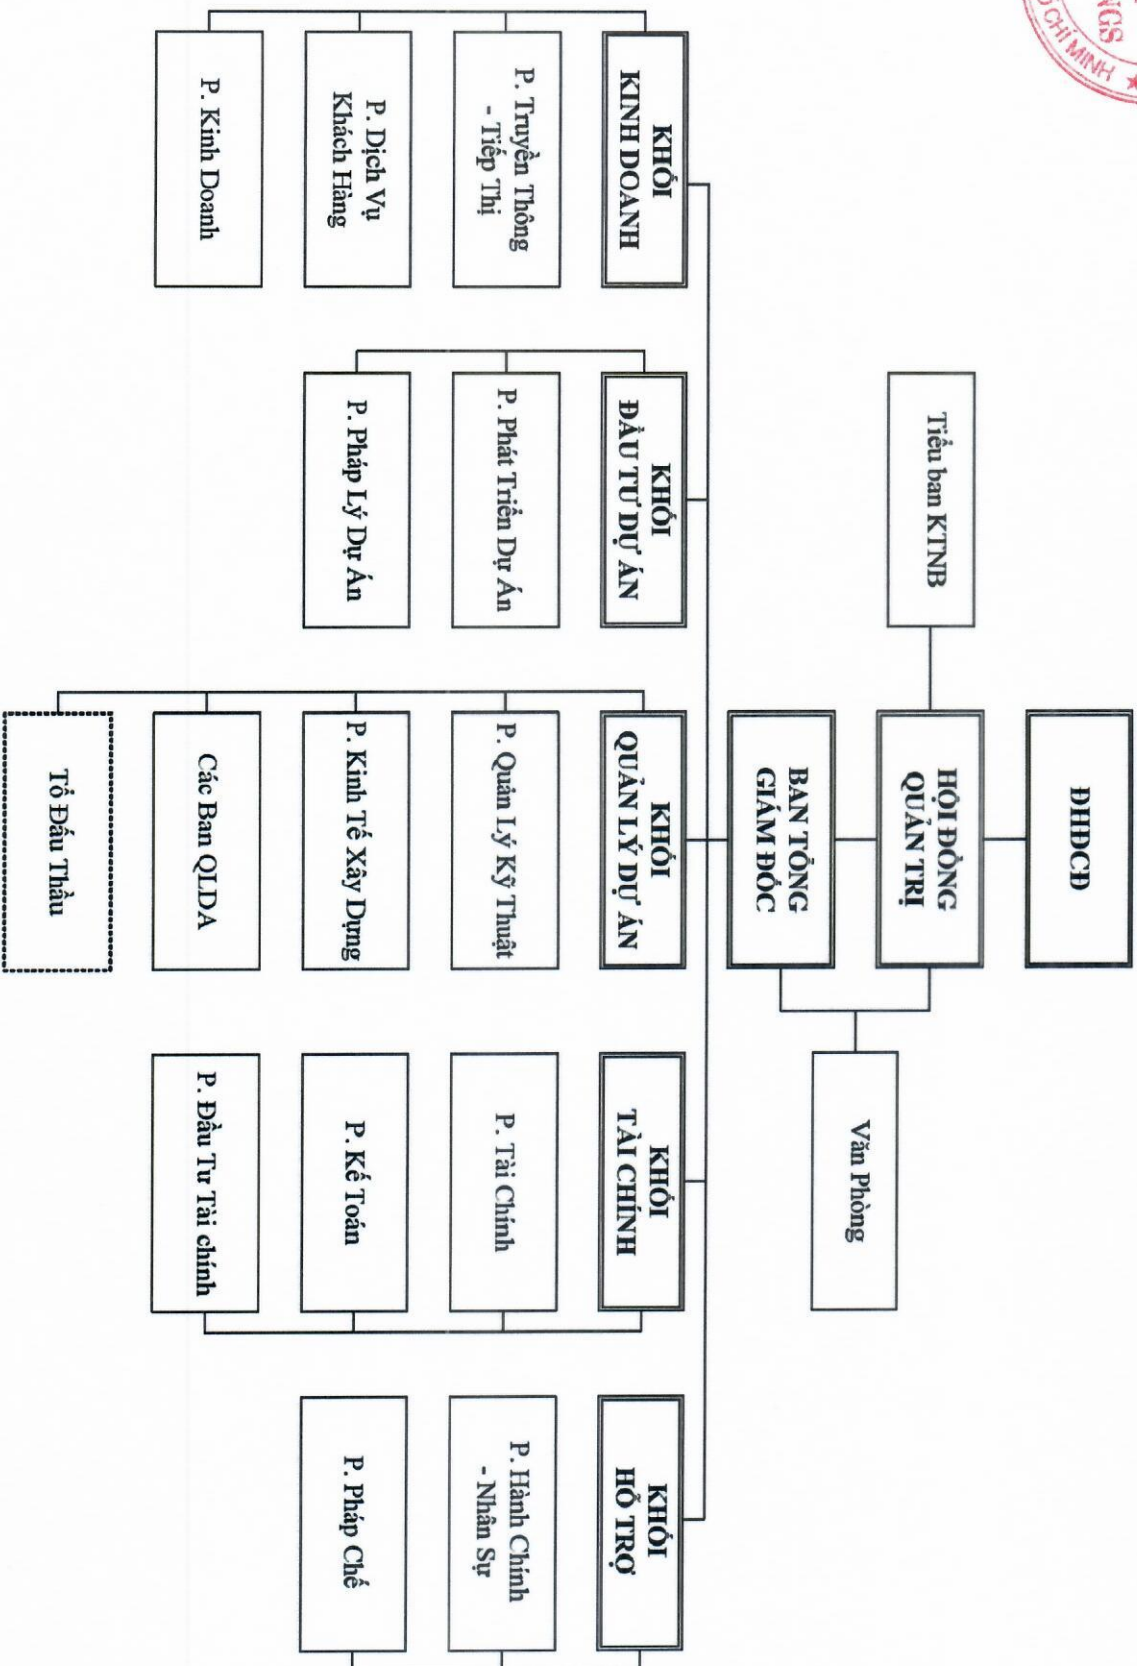 NGS
CHÍ MINH ★
ĐHĐCĐ
HỘI ĐỒNG
QUẢN TRỊ
Tiểu ban KTNB
Văn Phòng
BAN TỔNG
GIÁM ĐỐC
KHỐI
KINH DOANH
P. Truyền Thông
- Tiếp Thị
P. Dịch Vụ
Khách Hàng
P. Kinh Doanh
KHỐI
ĐẦU TƯ DỰ ÁN
P. Phát Triển Dự Án
P. Pháp Lý Dự Án
KHỐI
QUẢN LÝ DỰ ÁN
P. Quản Lý Kỹ Thuật
P. Kinh Tế Xây Dựng
Các Ban QLDA
Tổ Đấu Thầu
KHỐI
TÀI CHÍNH
P. Tài Chính
P. Kế Toán
P. Đầu Tư Tài chính
KHỐI
HỖ TRỢ
P. Hành Chính
- Nhân Sự
P. Pháp Chế